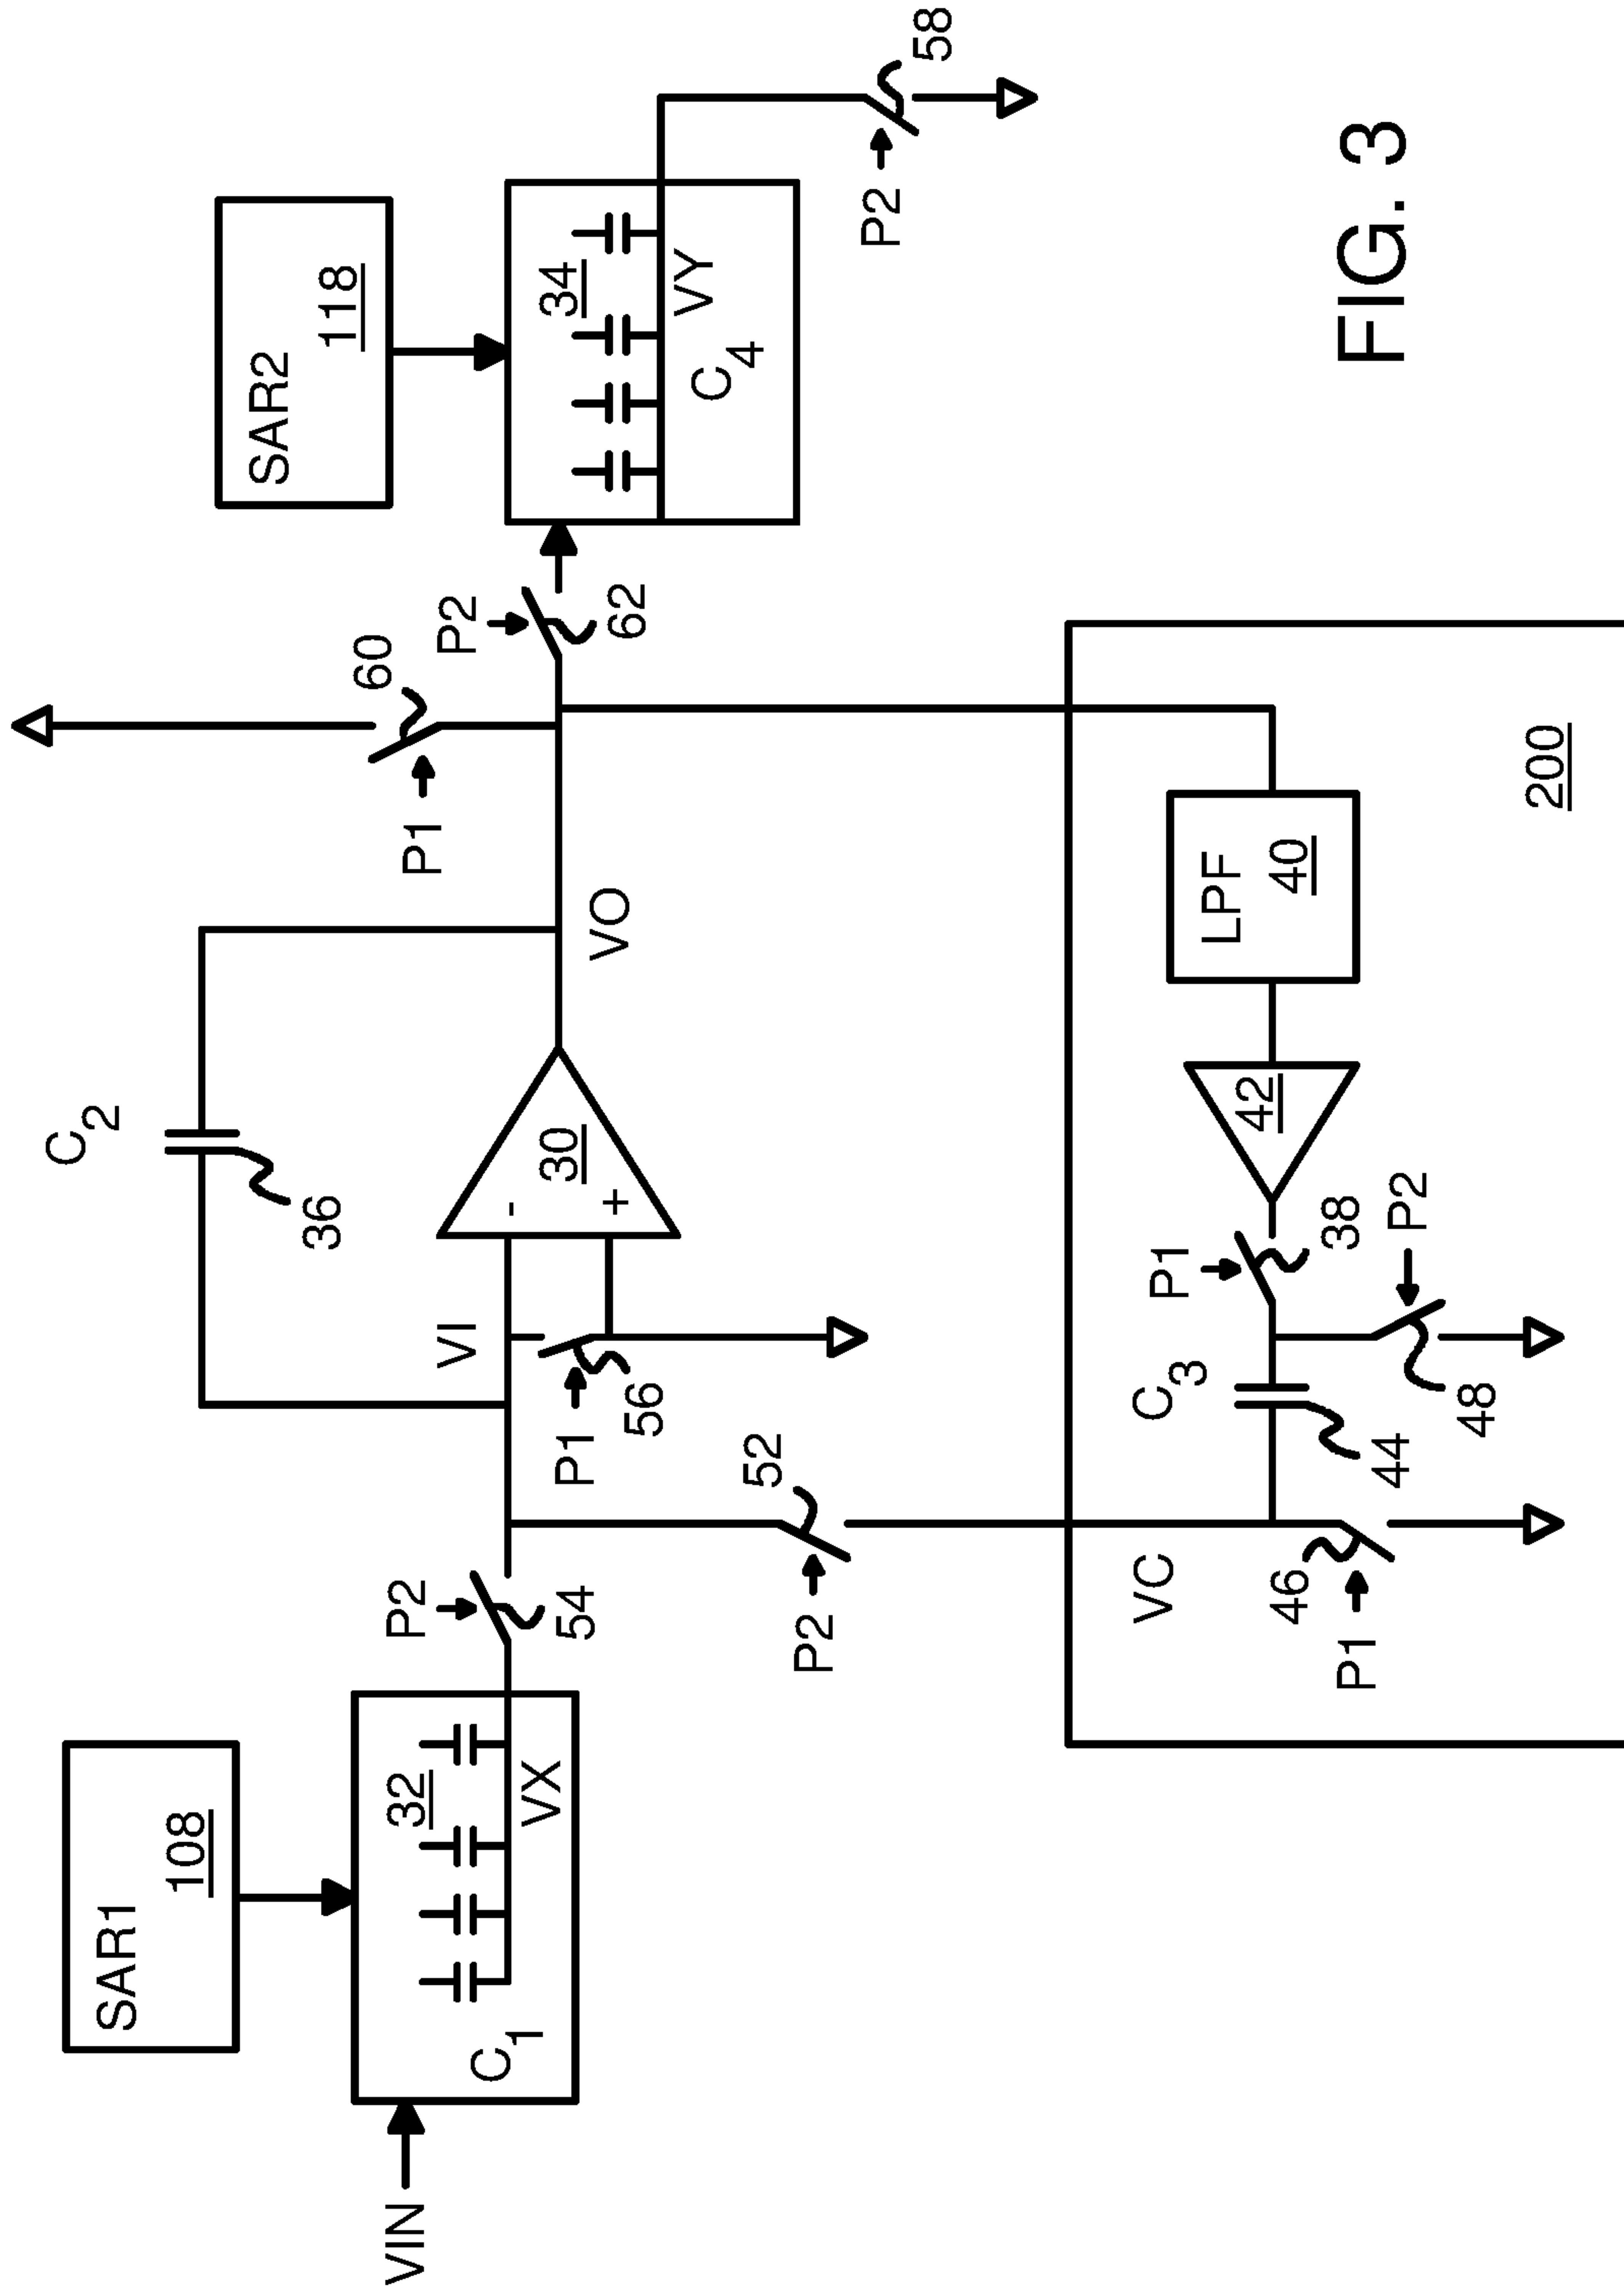 SAR1
108
VIN
C1
32
VX
P2
54
P2
52
VI
P1
56
C2
36
-
+
30
VO
P1
60
P2
62
SAR2
118
34
VY
C4
P2
58
VC
46
P1
C3
44
P1
38
P2
48
42
LPF
40
200
FIG. 3